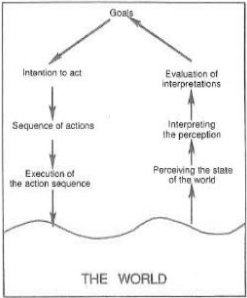 Goals
Intention to act
Evaluation of
interpretations
Sequence of actions
Interpreting
the perception
Execution of
the action sequence
Perceiving the state
of the world
THE WORLD